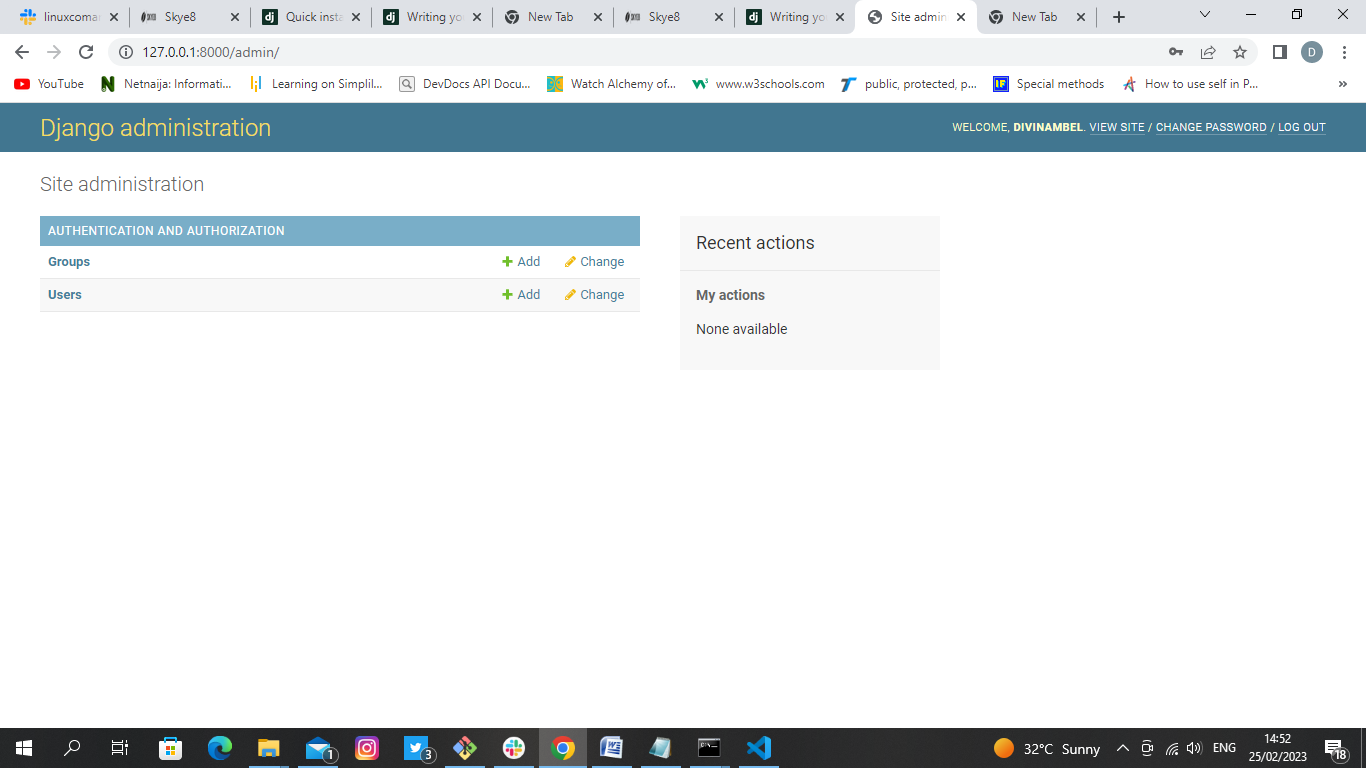 linuxcoma
Skye8
Quick insta
Writing yo
New Tab
Skye8
Writing yo
Site admin
New Tab
127.0.0.1:8000/admin/
D
YouTube
Netnaija: Informati...
Learning on Simplil...
DevDocs API Docu...
Watch Alchemy of...
www.w3schools.com
public, protected, p...
Special methods
How to use self in P...
»
Django administration
WELCOME, DIVINAMBEL. VIEW SITE / CHANGE PASSWORD / LOG OUT
Site administration
AUTHENTICATION AND AUTHORIZATION
Groups
Add
Change
Users
Add
Change
Recent actions
My actions
None available
1
3
32°C Sunny
ENG
14:52
25/02/2023
18